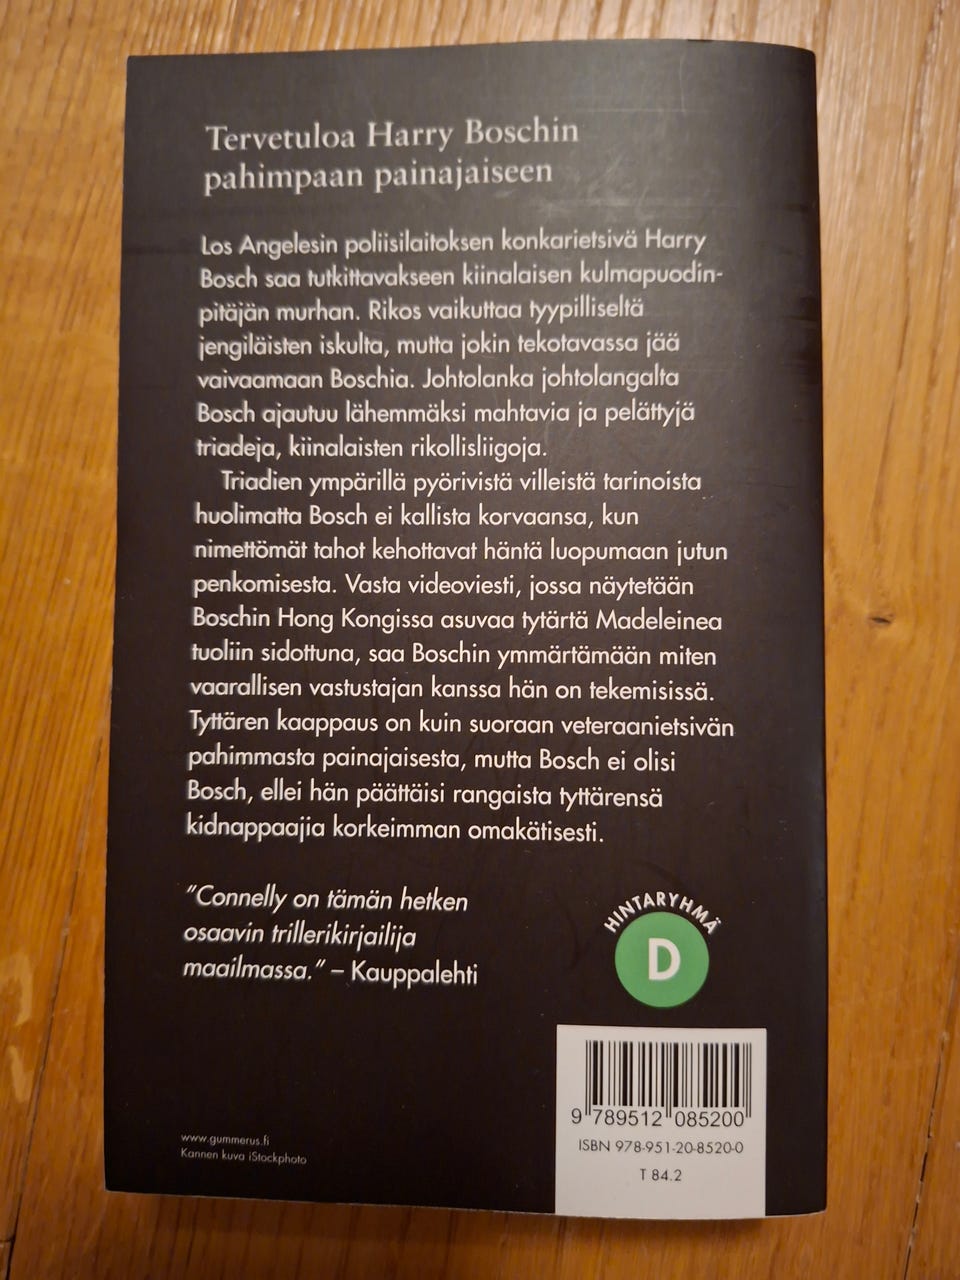 Tervetuloa Harry Boschin
pahimpaan painajaiseen
Los Angelesin poliisilaitoksen konkarietsivä Harry
Bosch saa tutkittavakseen kiinalaisen kulmapuodin-
pitäjän murhan. Rikos vaikuttaa tyypilliseltä
jengiläisten iskulta, mutta jokin tekotavassa jää
vaivaamaan Boschia. Johtolanka johtolangalta
Bosch ajautuu lähemmäksi mahtavia ja pelättyjä
triadeja, kiinalaisten rikollisliigoja.
Triadien ympärillä pyörivistä villeistä tarinoista
huolimatta Bosch ei kallista korvaansa, kun
nimettömät tahot kehottavat häntä luopumaan jutun
penkomisesta. Vasta videoviesti, jossa näytetään
Boschin Hong Kongissa asuvaa tytärtä Madeleinea
tuoliin sidottuna, saa Boschin ymmärtämään miten
vaarallisen vastustajan kanssa hän on tekemisissä.
Tyttären kaappaus on kuin suoraan veteraanietsivän
pahimmasta painajaisesta, mutta Bosch ei olisi
Bosch, ellei hän päättäisi rangaista tyttärensä
kidnappaajia korkeimman omakätisesti.
”Connelly on tämän hetken
osaavin trillerikirjailija
maailmassa.” – Kauppalehti
HINTARYHMÄ
D
9 789512 085200
ISBN 978-951-20-8520-0
T 84.2
www.gummerus.fi
Kannen kuva iStockphoto